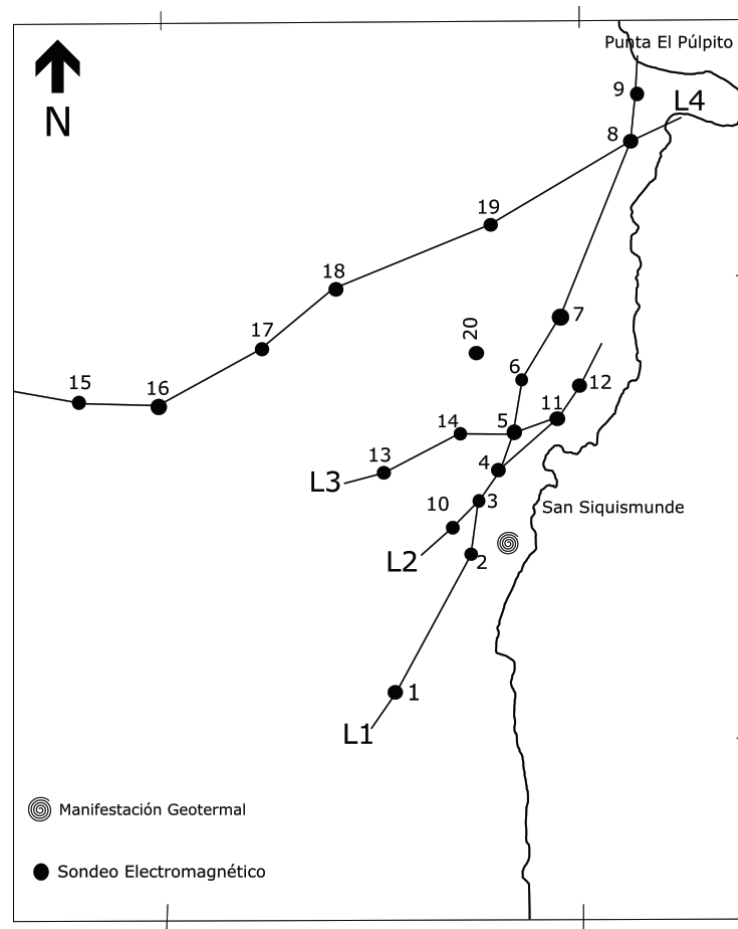 Punta El Púlpito
N
9
L4
8
19
18
7
20
17
6
12
15
16
11
14
5
13
4
L3
3
10
San Siquismunde
L2
2
1
L1
Manifestación Geotermal
Sondeo Electromagnético